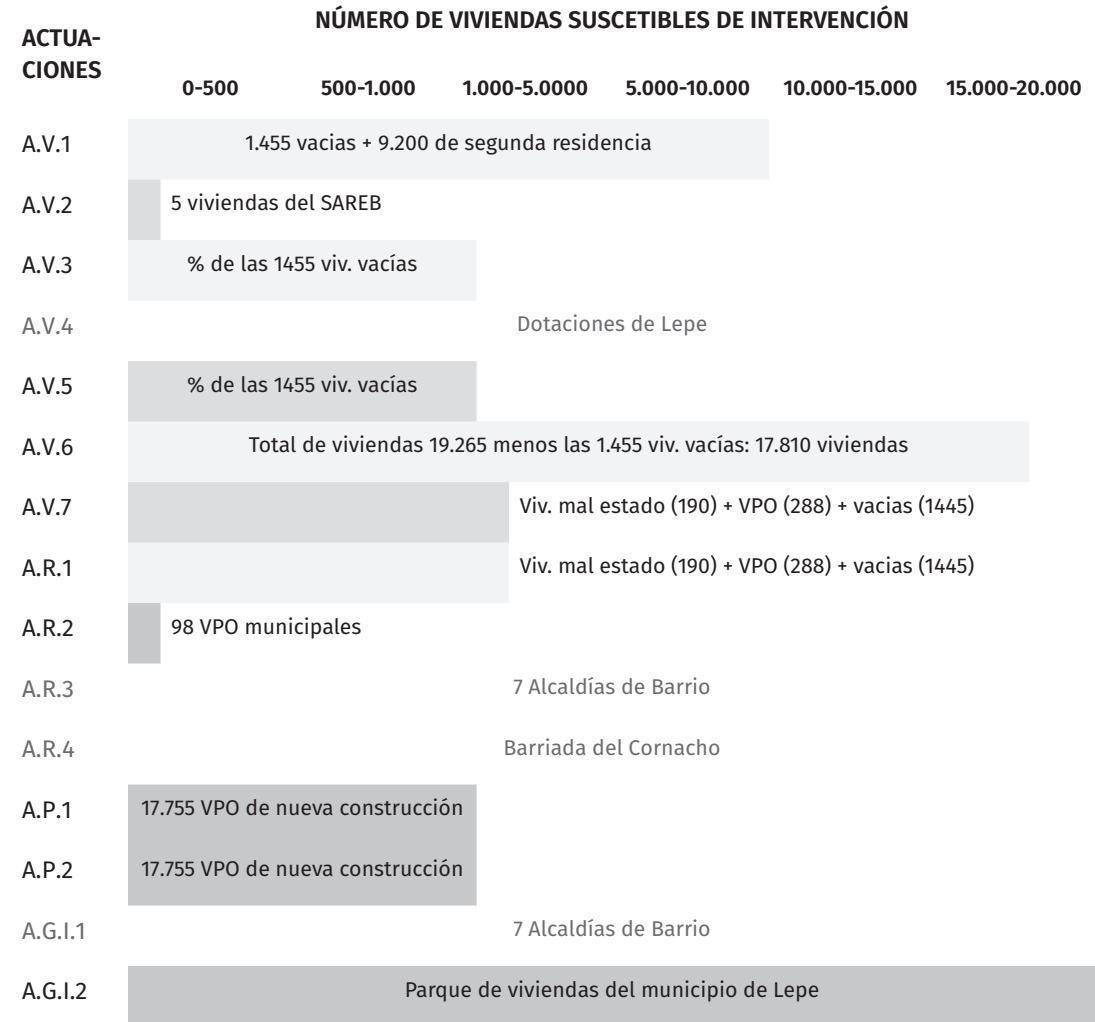 NÚMERO DE VIVIENDAS SUSCETIBLES DE INTERVENCIÓN
ACTUA-
CIONES
0-500 500-1.000 1.000-5.0000 5.000-10.000 10.000-15.000 15.000-20.000
A.V.1 1.455 vacias + 9.200 de segunda residencia
A.V.2 5 viviendas del SAREB
A.V.3 % de las 1455 viv. vacías
A.V.4 Dotaciones de Lepe
A.V.5 % de las 1455 viv. vacías
A.V.6 Total de viviendas 19.265 menos las 1.455 viv. vacías: 17.810 viviendas
A.V.7 Viv. mal estado (190) + VPO (288) + vacias (1445)
A.R.1 Viv. mal estado (190) + VPO (288) + vacias (1445)
A.R.2 98 VPO municipales
A.R.3 7 Alcaldías de Barrio
A.R.4 Barriada del Cornacho
A.P.1 17.755 VPO de nueva construcción
A.P.2 17.755 VPO de nueva construcción
A.G.I.1 7 Alcaldías de Barrio
A.G.I.2 Parque de viviendas del municipio de Lepe